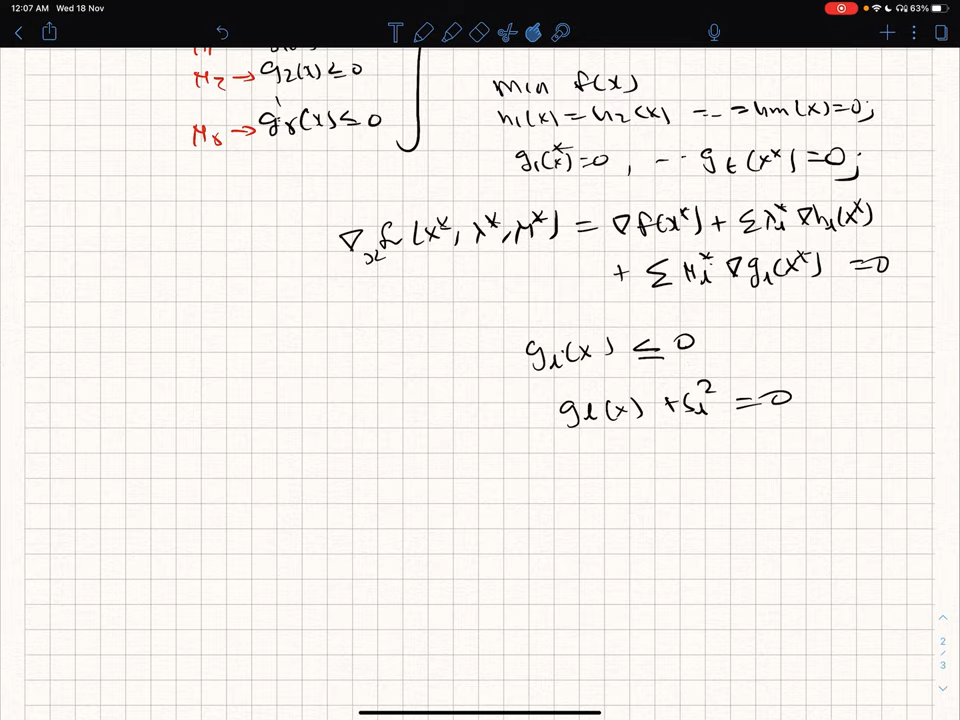 12:07 AM Wed 18 Nov
63%
μ₂ → g₂(x) ≤ 0
μᵣ → gᵣ(x) ≤ 0
min f(x)
h₁(x) = h₂(x) --- = hm(x) = 0;
g₁(x*) = 0, --- gₜ(x*) = 0;
∇ₓ ℒ(x*, λ*, μ*) = ∇f(x*) + Σ λᵢ* ∇hᵢ(x*)
+ Σ μᵢ* ∇gᵢ(x*) = 0
gᵢ(x) ≤ 0
gᵢ(x) + sᵢ² = 0
T
2
/
3